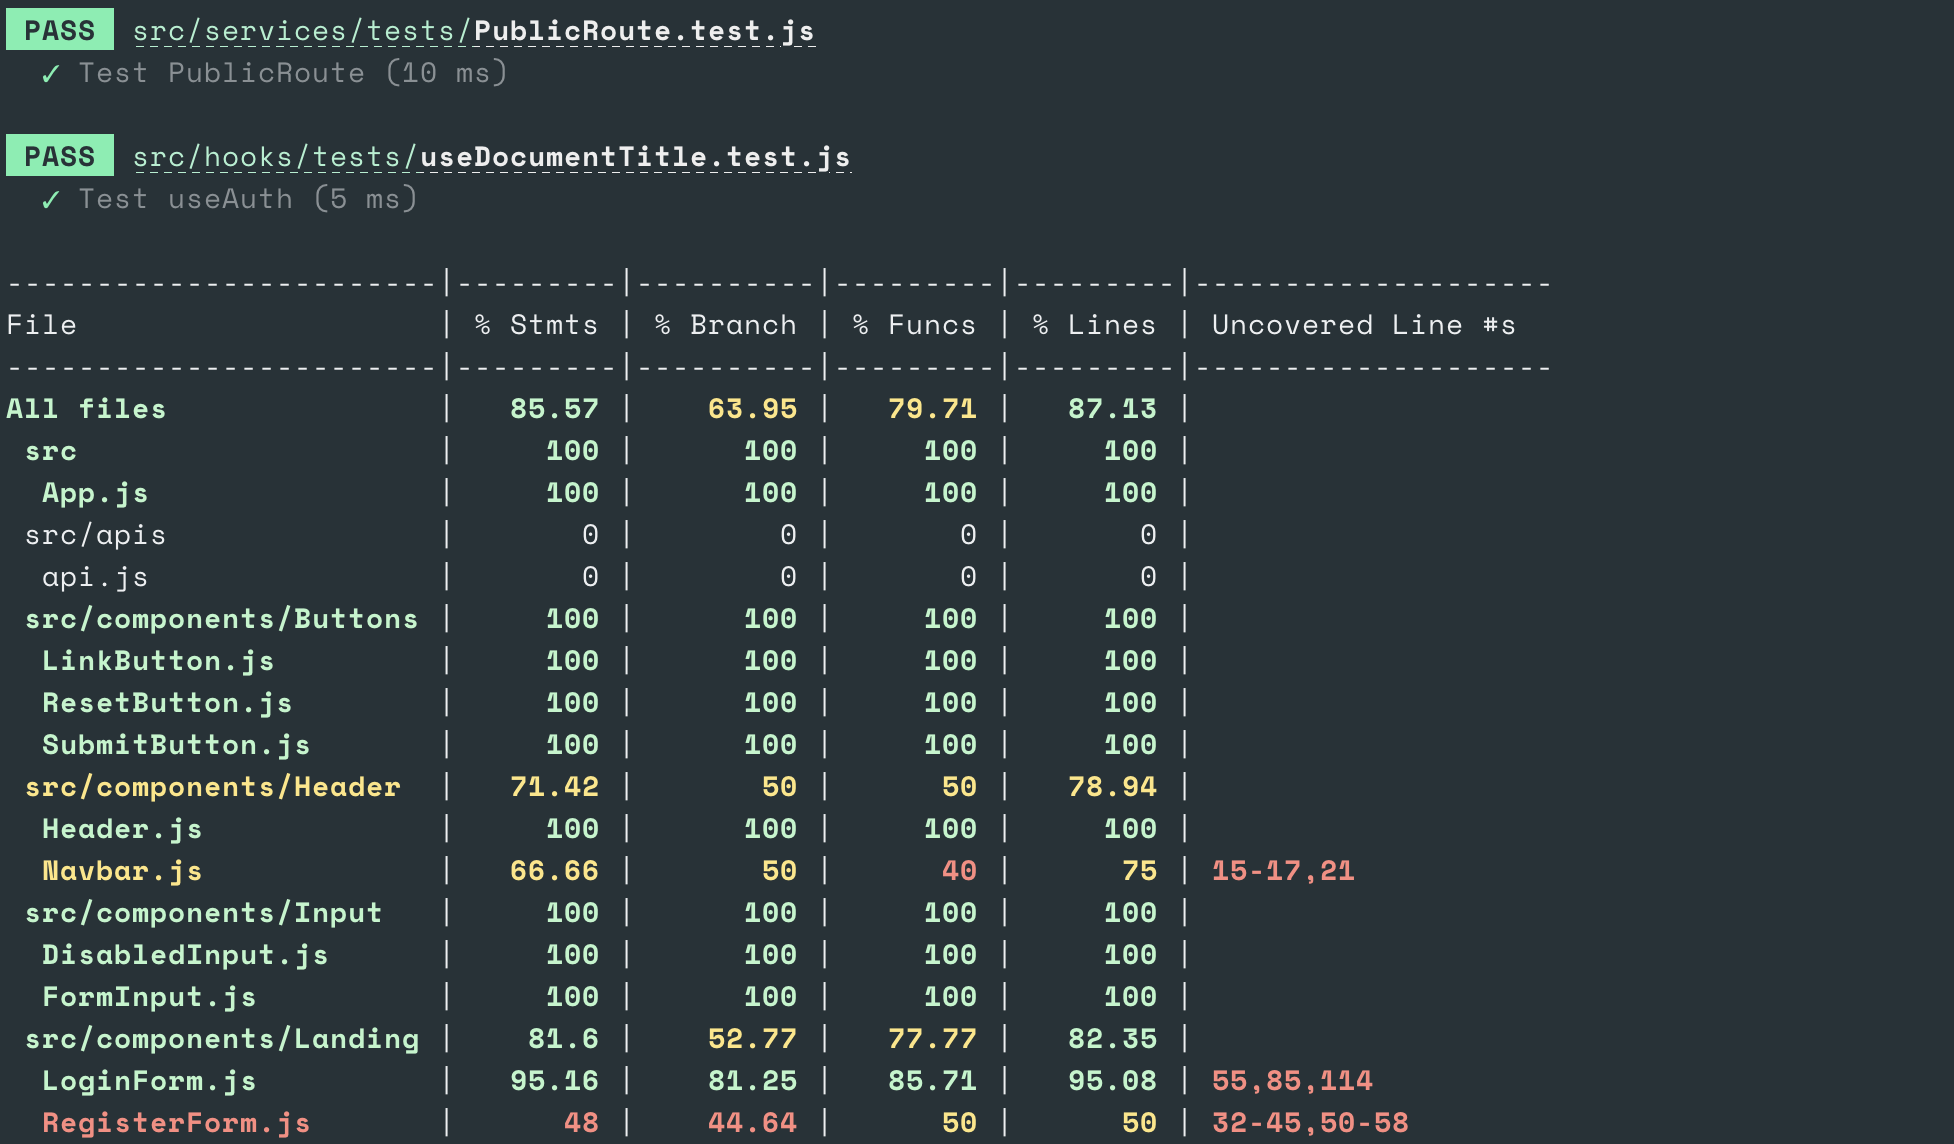 PASS src/services/tests/PublicRoute.test.js
✓ Test PublicRoute (10 ms)
PASS src/hooks/tests/useDocumentTitle.test.js
✓ Test useAuth (5 ms)
------------------------|---------|----------|---------|---------|--------------------
File                    | % Stmts | % Branch | % Funcs | % Lines | Uncovered Line #s
------------------------|---------|----------|---------|---------|--------------------
All files               |   85.57 |    63.95 |   79.71 |   87.13 |
 src                    |     100 |      100 |     100 |     100 |
  App.js                |     100 |      100 |     100 |     100 |
 src/apis               |       0 |        0 |       0 |       0 |
  api.js                |       0 |        0 |       0 |       0 |
 src/components/Buttons |     100 |      100 |     100 |     100 |
  LinkButton.js         |     100 |      100 |     100 |     100 |
  ResetButton.js        |     100 |      100 |     100 |     100 |
  SubmitButton.js       |     100 |      100 |     100 |     100 |
 src/components/Header  |   71.42 |       50 |      50 |   78.94 |
  Header.js             |     100 |      100 |     100 |     100 |
  Navbar.js             |   66.66 |       50 |      40 |      75 | 15-17,21
 src/components/Input   |     100 |      100 |     100 |     100 |
  DisabledInput.js      |     100 |      100 |     100 |     100 |
  FormInput.js          |     100 |      100 |     100 |     100 |
 src/components/Landing |    81.6 |    52.77 |   77.77 |   82.35 |
  LoginForm.js          |   95.16 |    81.25 |   85.71 |   95.08 | 55,85,114
  RegisterForm.js       |      48 |    44.64 |      50 |      50 | 32-45,50-58